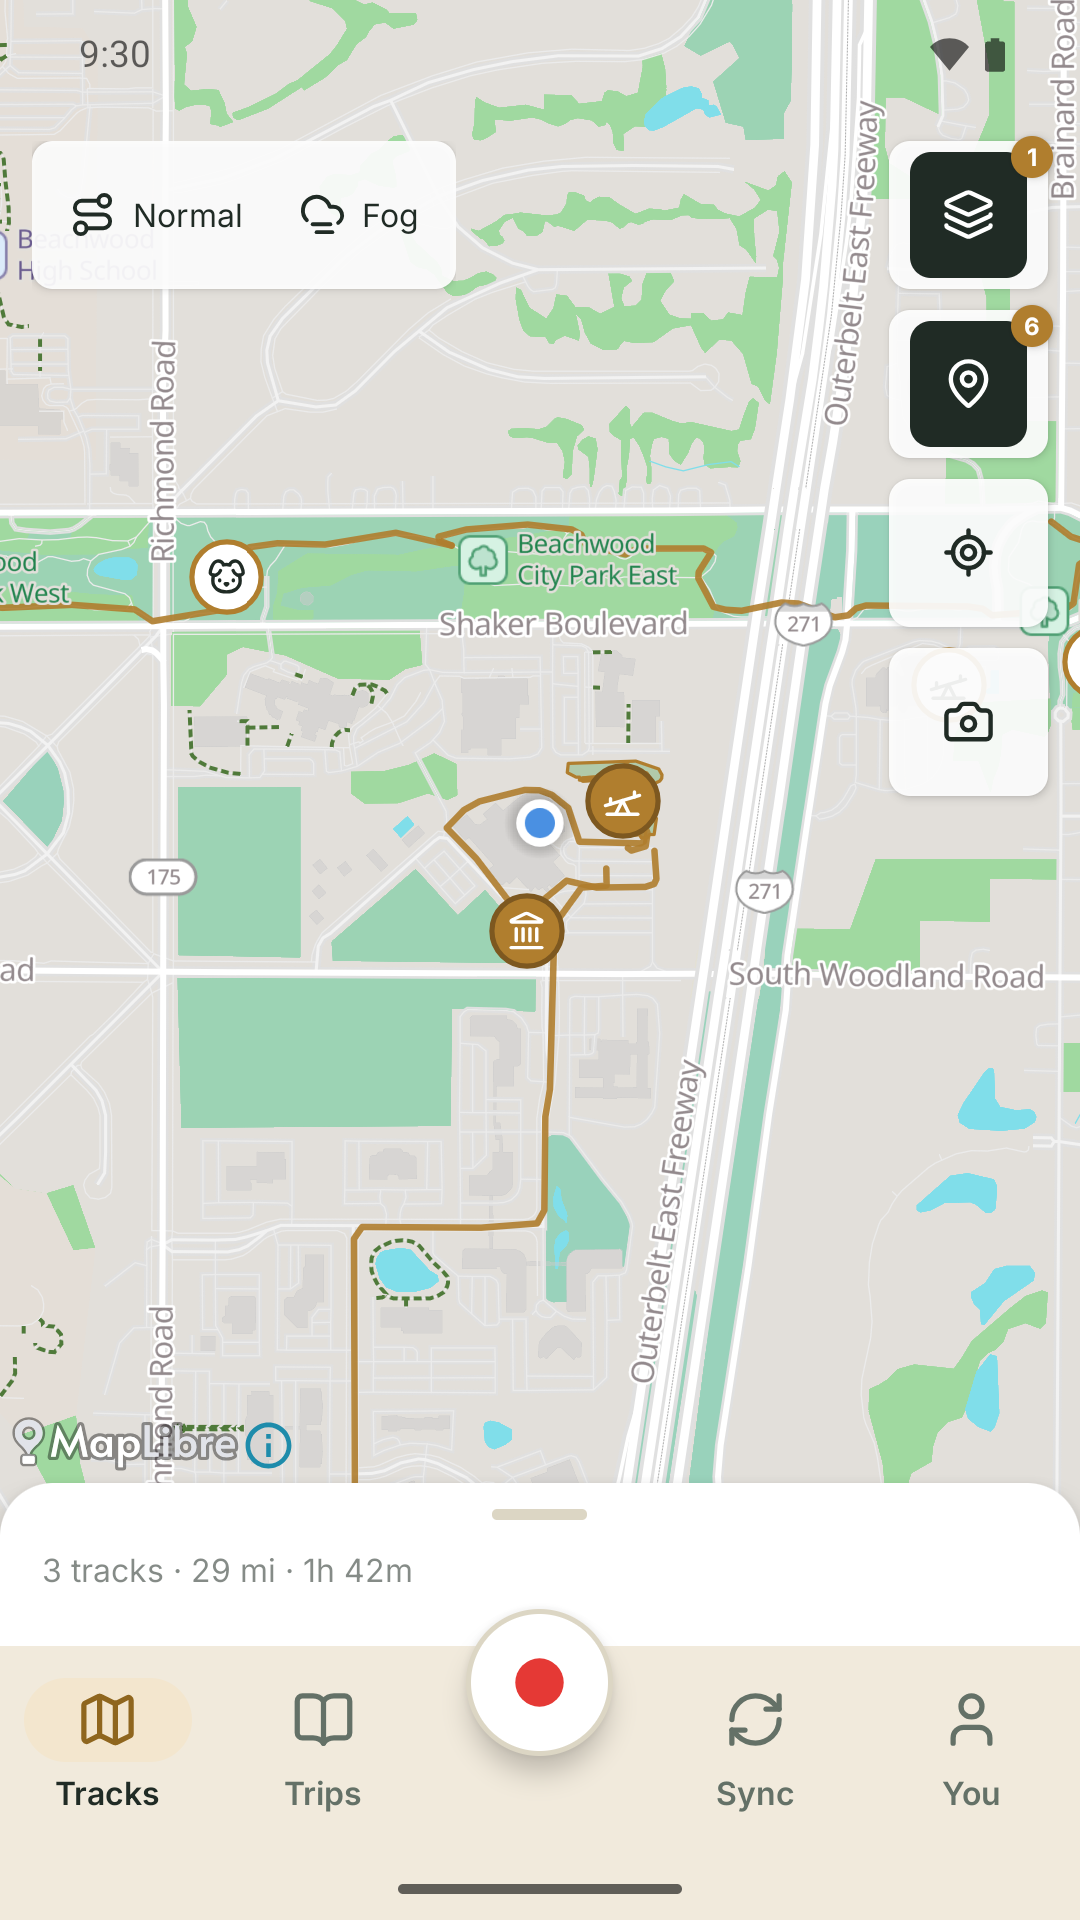 9:30
Brainard Road
1
Normal
Fog
Beachwood
High School
Outerbelt East Freeway
6
Richmond Road
ood
k West
Beachwood
City Park East
Shaker Boulevard
271
175
271
ad
South Woodland Road
Outerbelt East Freeway
mond Road
MapLibre
3 tracks · 29 mi · 1h 42m
Tracks
Trips
Sync
You